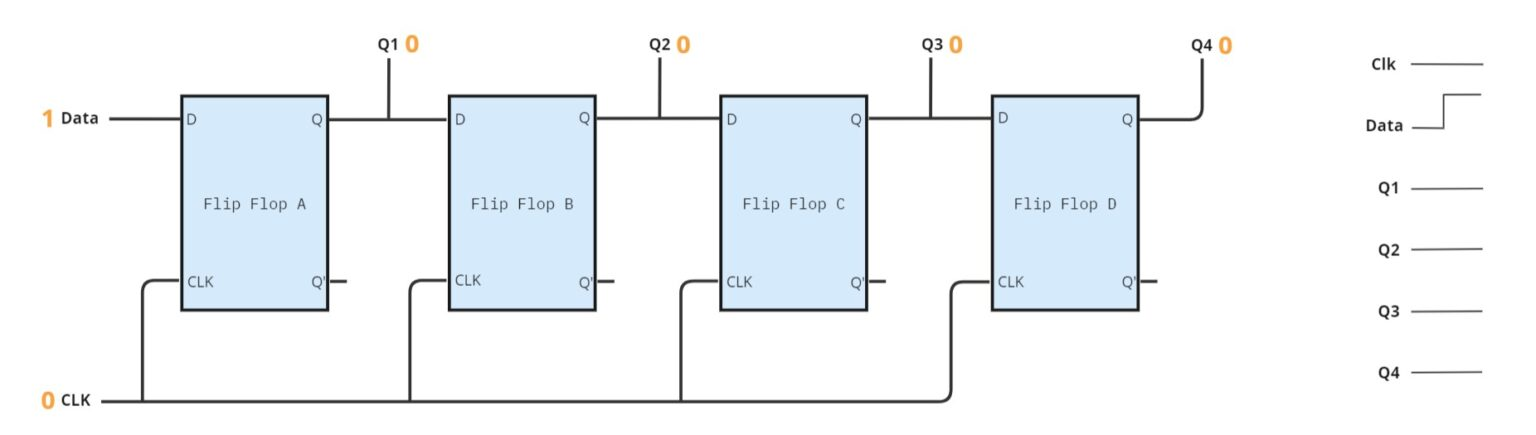 Q1 0
Q2 0
Q3 0
Q4 0
1 Data
D
Q
D
Q
D
Q
D
Q
Flip Flop A
Flip Flop B
Flip Flop C
Flip Flop D
CLK
Q'
CLK
Q'
CLK
Q'
CLK
Q'
0 CLK
Clk
Data
Q1
Q2
Q3
Q4